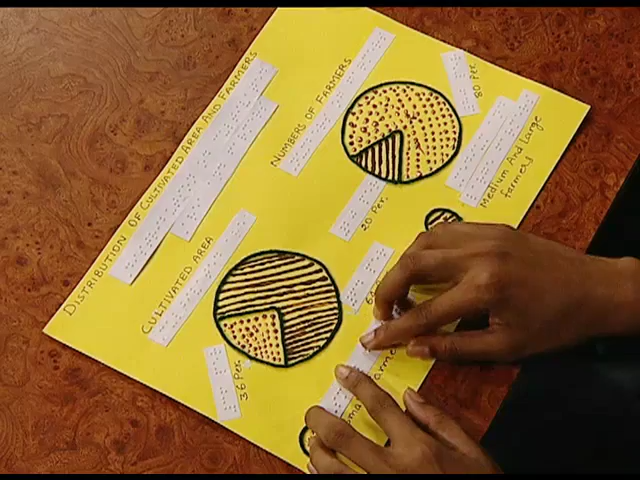 DISTRIBUTION OF CULTIVATED AREA AND FARMERS
NUMBERS OF FARMERS
80 Per.
20 Per.
Medium And Large
farmers
CULTIVATED AREA
36 Per.